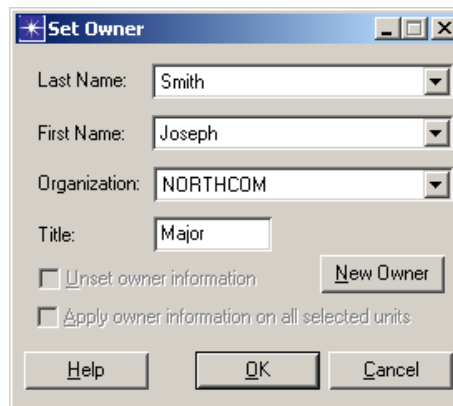 Set Owner
Last Name: Smith
First Name: Joseph
Organization: NORTHCOM
Title: Major
Unset owner information
New Owner
Apply owner information on all selected units
Help OK Cancel